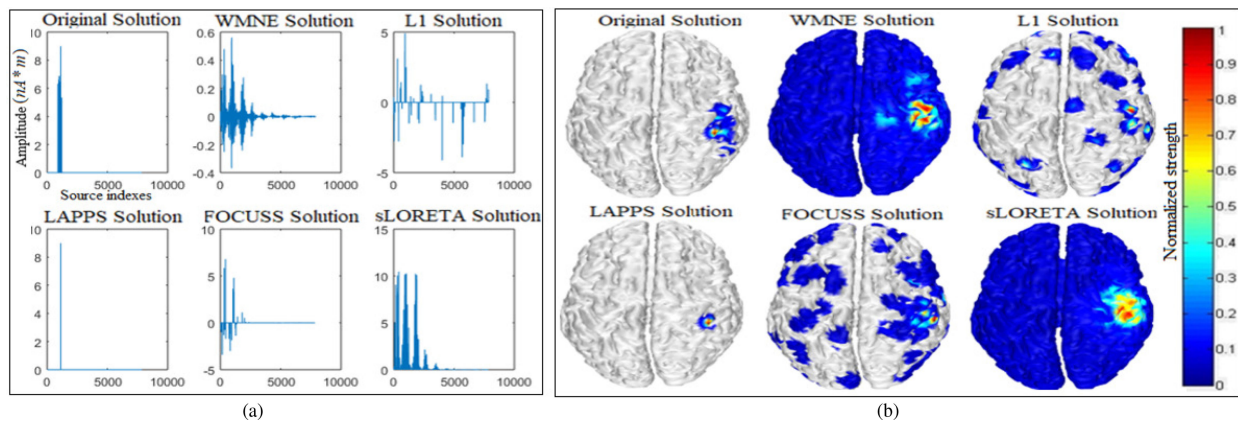 Original Solution
WMNE Solution
L1 Solution
10
8
6
4
2
0
0 5000 10000
0.6
0.4
0.2
0
-0.2
-0.4
0 5000 10000
5
0
-5
0 5000 10000
Amplitude (nA*m)
Source indexes
LAPPS Solution
FOCUSS Solution
sLORETA Solution
10
8
6
4
2
0
0 5000 10000
10
5
0
-5
0 5000 10000
15
10
5
0
0 5000 10000
(a)
Original Solution
WMNE Solution
L1 Solution
LAPPS Solution
FOCUSS Solution
sLORETA Solution
Normalized strength
1
0.9
0.8
0.7
0.6
0.5
0.4
0.3
0.2
0.1
0
(b)